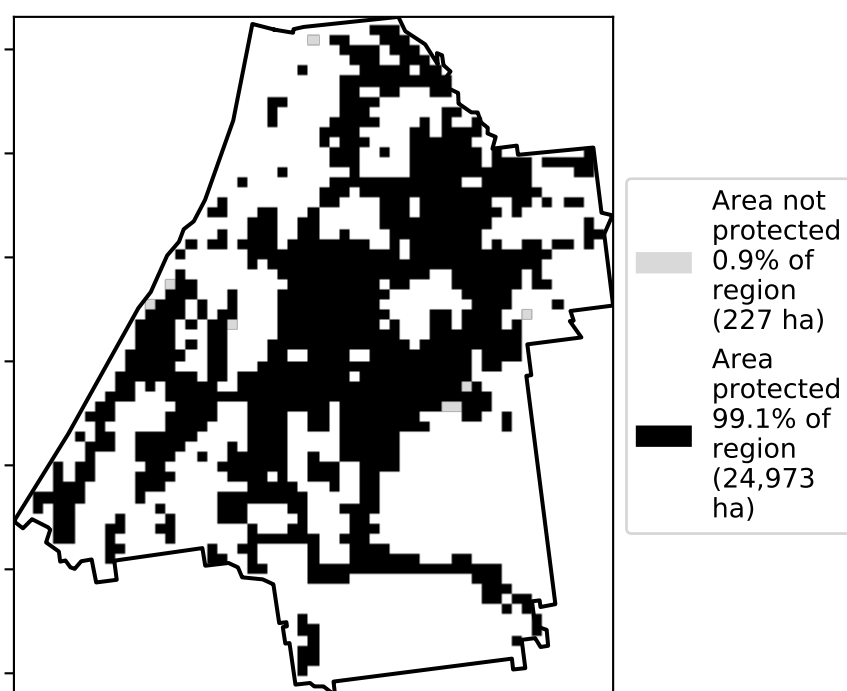 Area not
protected
0.9% of
region
(227 ha)
Area
protected
99.1% of
region
(24,973
ha)